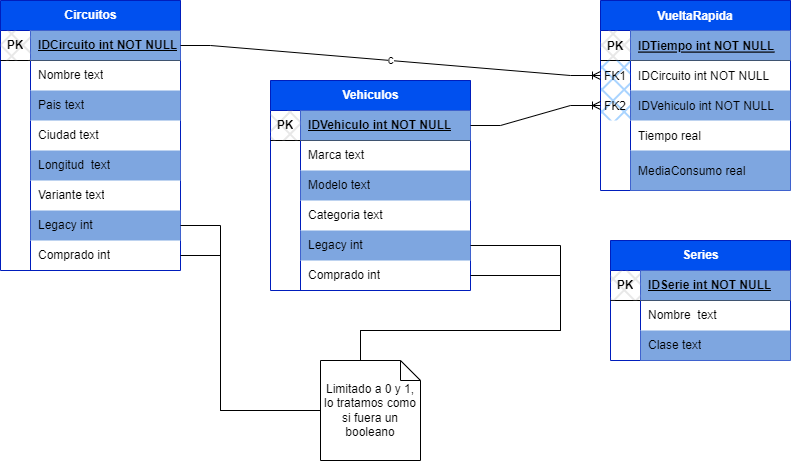 Circuitos
PK IDCircuito int NOT NULL
Nombre text
Pais text
Ciudad text
Longitud  text
Variante text
Legacy int
Comprado int
c
Vehiculos
PK IDVehiculo int NOT NULL
Marca text
Modelo text
Categoria text
Legacy int
Comprado int
VueltaRapida
PK IDTiempo int NOT NULL
FK1 IDCircuito int NOT NULL
FK2 IDVehiculo int NOT NULL
Tiempo real
MediaConsumo real
Series
PK IDSerie int NOT NULL
Nombre  text
Clase text
Limitado a 0 y 1,
lo tratamos como
si fuera un
booleano